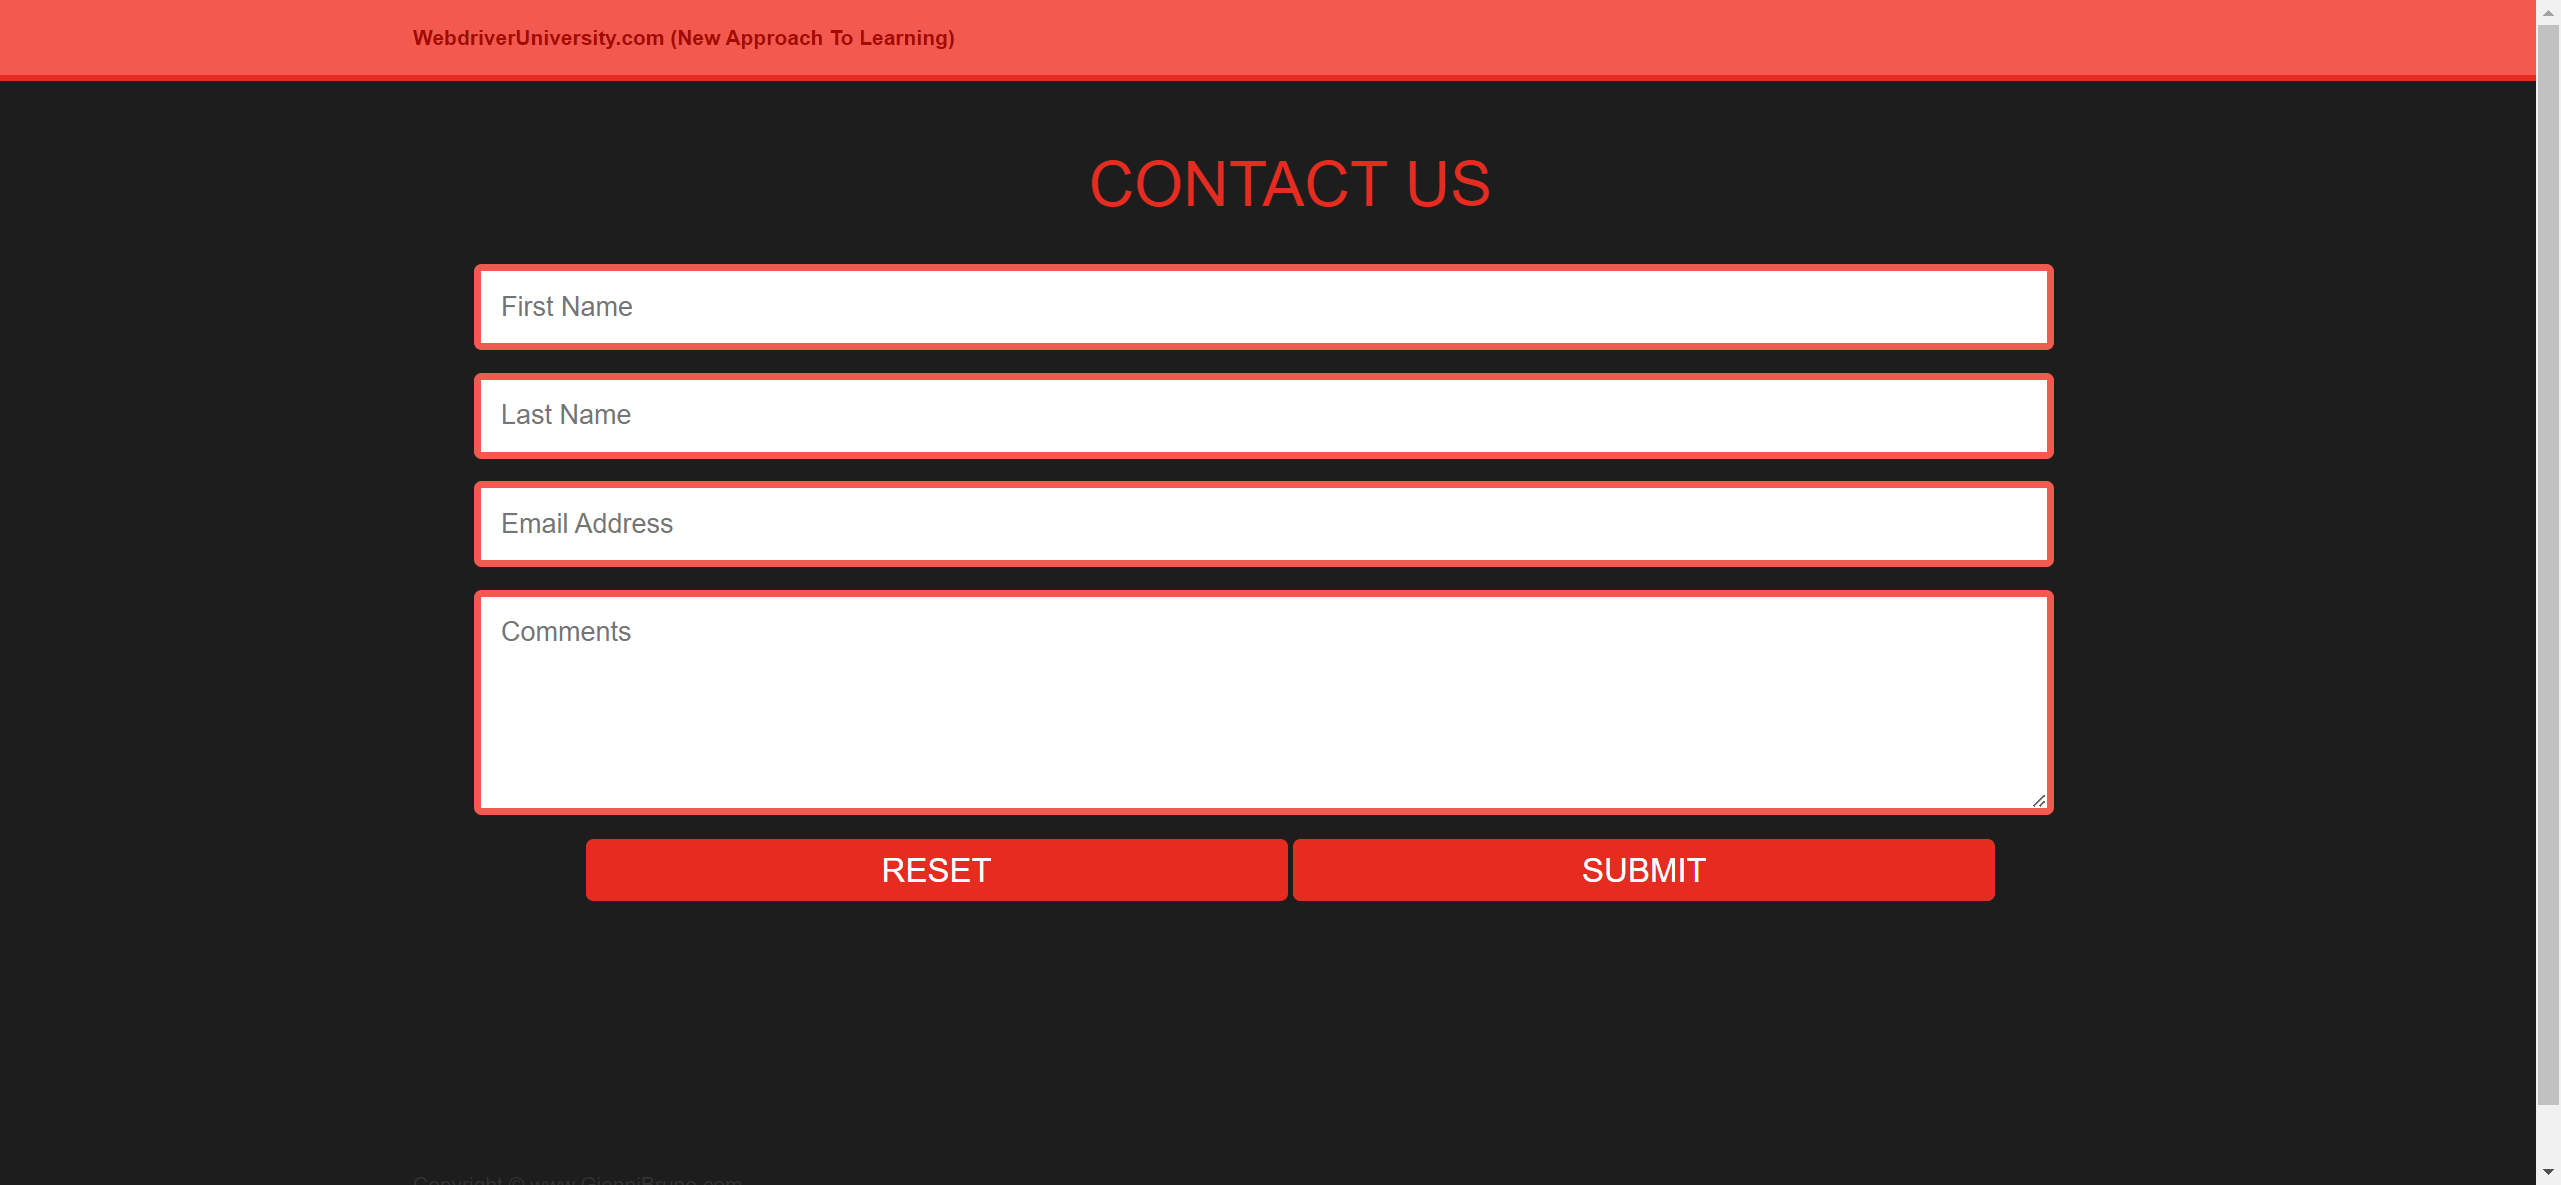 WebdriverUniversity.com (New Approach To Learning)
CONTACT US
First Name
Last Name
Email Address
Comments
RESET
SUBMIT
Copyright © www.GianniBruno.com